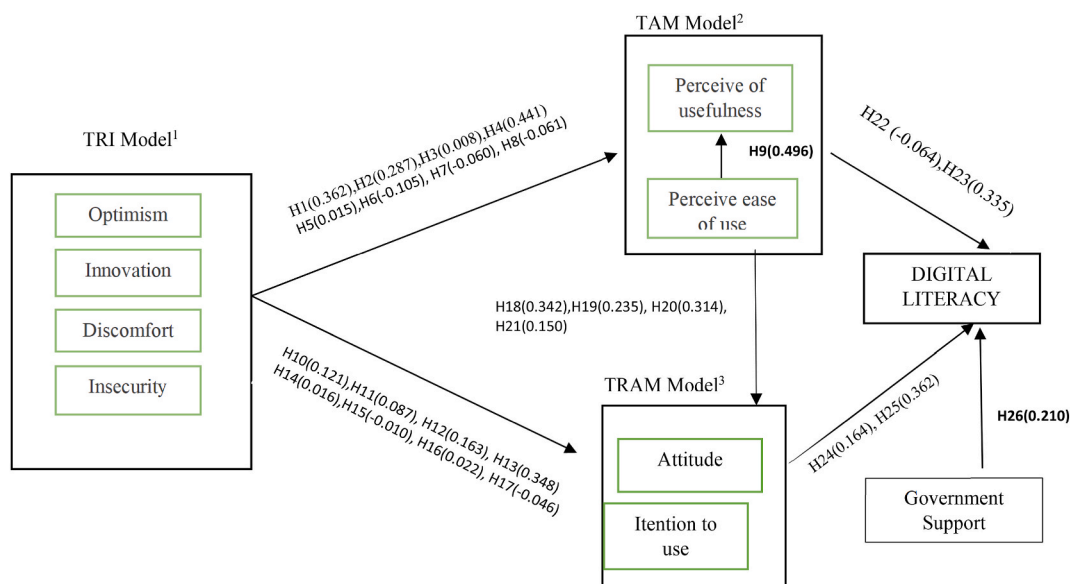 TAM Model²
Perceive of
usefulness
H9(0.496)
Perceive ease
of use
TRI Model¹
Optimism
Innovation
Discomfort
Insecurity
H1(0.362),H2(0.287),H3(0.008),H4(0.441)
H5(0.015),H6(-0.105), H7(-0.060), H8(-0.061)
H22 (-0.064),H23(0.335)
DIGITAL
LITERACY
H18(0.342),H19(0.235), H20(0.314),
H21(0.150)
H10(0.121),H11(0.087), H12(0.163), H13(0.348)
H14(0.016),H15(-0.010), H16(0.022), H17(-0.046)
TRAM Model³
Attitude
Itention to
use
H24(0.164), H25(0.362)
H26(0.210)
Government
Support